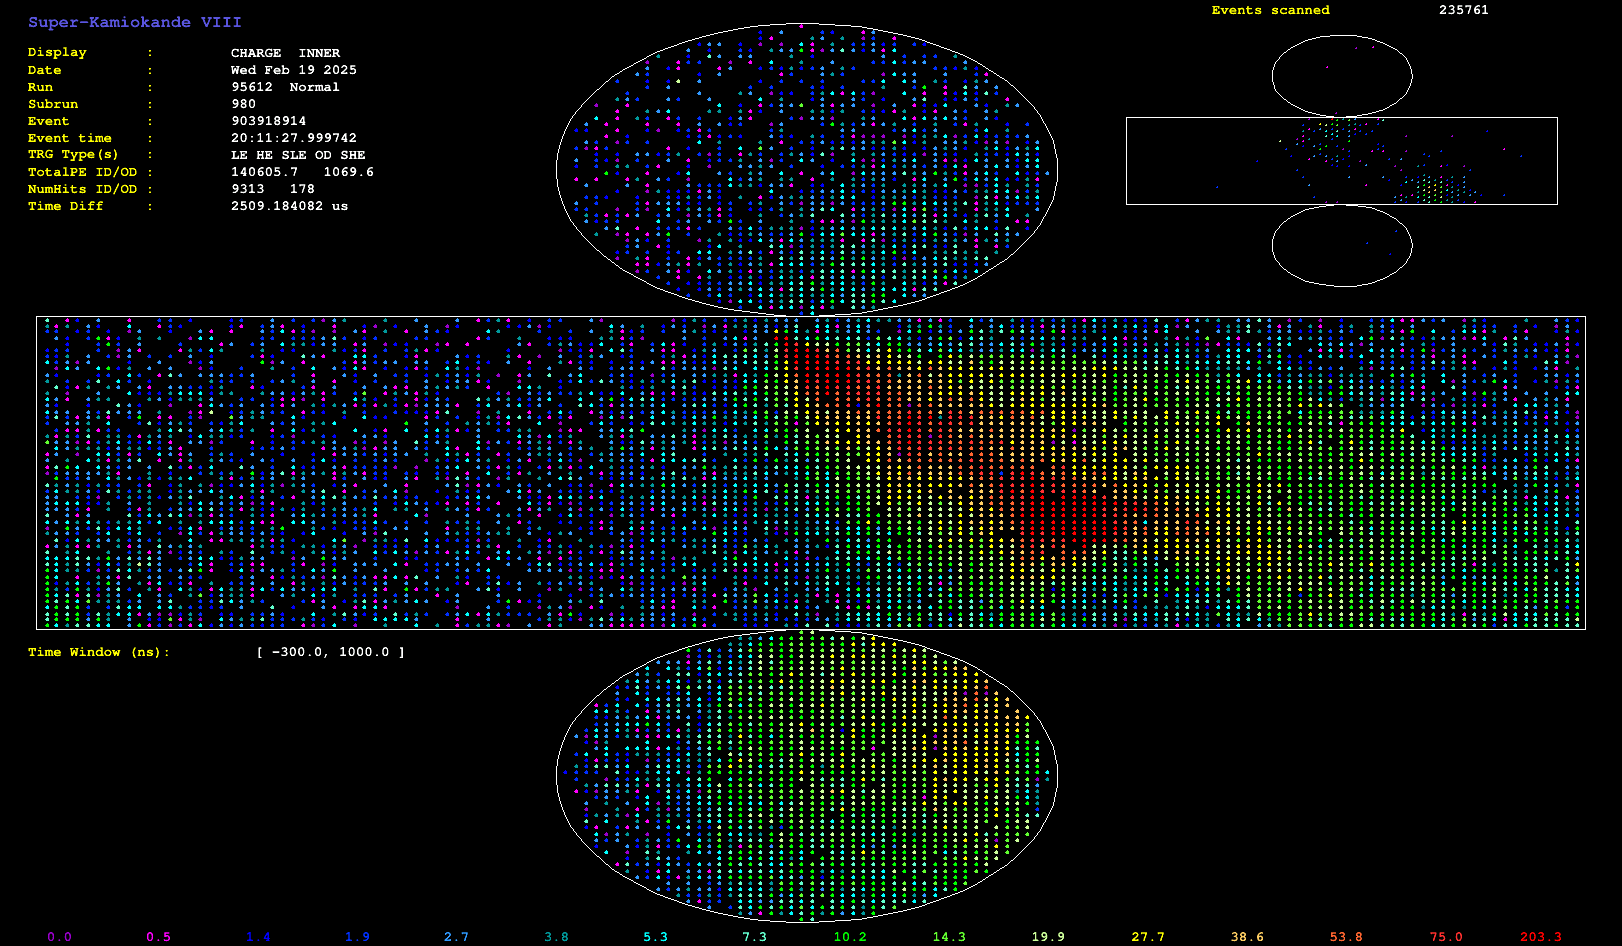 Super-Kamiokande VIII
Events scanned 235761
Display : CHARGE INNER
Date : Wed Feb 19 2025
Run : 95612 Normal
Subrun : 980
Event : 903918914
Event time : 20:11:27.999742
TRG Type(s) : LE HE SLE OD SHE
TotalPE ID/OD : 140605.7 1069.6
NumHits ID/OD : 9313 178
Time Diff : 2509.184082 us
Time Window (ns): [ -300.0, 1000.0 ]
0.0 0.5 1.4 1.9 2.7 3.8 5.3 7.3 10.2 14.3 19.9 27.7 38.6 53.8 75.0 203.3